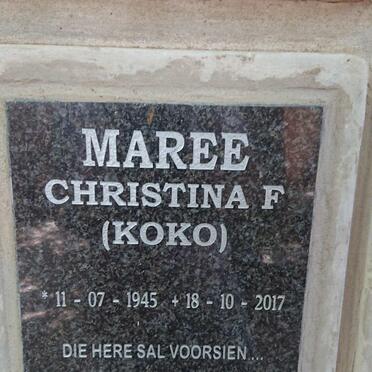 MAREE
CHRISTINA F
(KOKO)
* 11 - 07 - 1945 + 18 - 10 - 2017
DIE HERE SAL VOORSIEN....